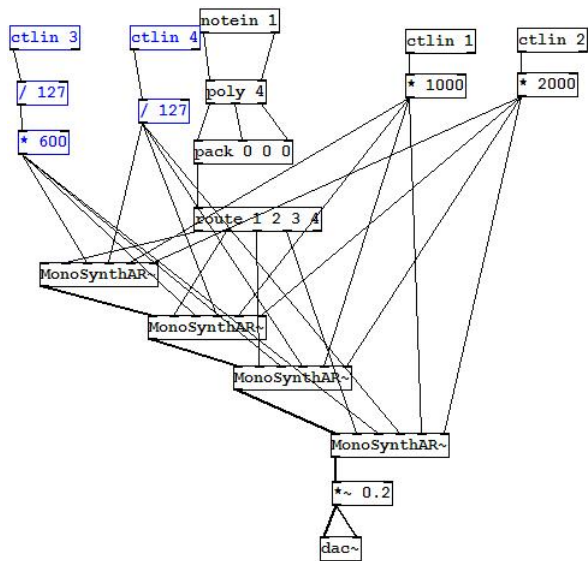 notein 1
ctlin 3
ctlin 4
ctlin 1
ctlin 2
/ 127
/ 127
poly 4
* 1000
* 2000
* 600
pack 0 0 0
route 1 2 3 4
MonoSynthAR~
MonoSynthAR~
MonoSynthAR~
MonoSynthAR~
*~ 0.2
dac~